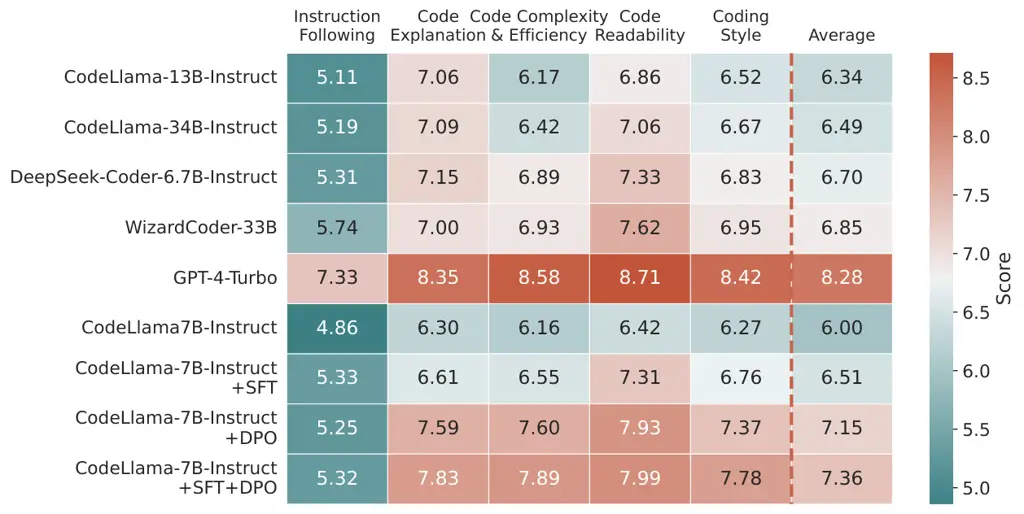 Instruction Following
Code Explanation
Code Complexity & Efficiency
Code Readability
Coding Style
Average
CodeLlama-13B-Instruct 5.11 7.06 6.17 6.86 6.52 6.34
CodeLlama-34B-Instruct 5.19 7.09 6.42 7.06 6.67 6.49
DeepSeek-Coder-6.7B-Instruct 5.31 7.15 6.89 7.33 6.83 6.70
WizardCoder-33B 5.74 7.00 6.93 7.62 6.95 6.85
GPT-4-Turbo 7.33 8.35 8.58 8.71 8.42 8.28
CodeLlama7B-Instruct 4.86 6.30 6.16 6.42 6.27 6.00
CodeLlama-7B-Instruct
+SFT 5.33 6.61 6.55 7.31 6.76 6.51
CodeLlama-7B-Instruct
+DPO 5.25 7.59 7.60 7.93 7.37 7.15
CodeLlama-7B-Instruct
+SFT+DPO 5.32 7.83 7.89 7.99 7.78 7.36
8.5
8.0
7.5
7.0
6.5
6.0
5.5
5.0
Score